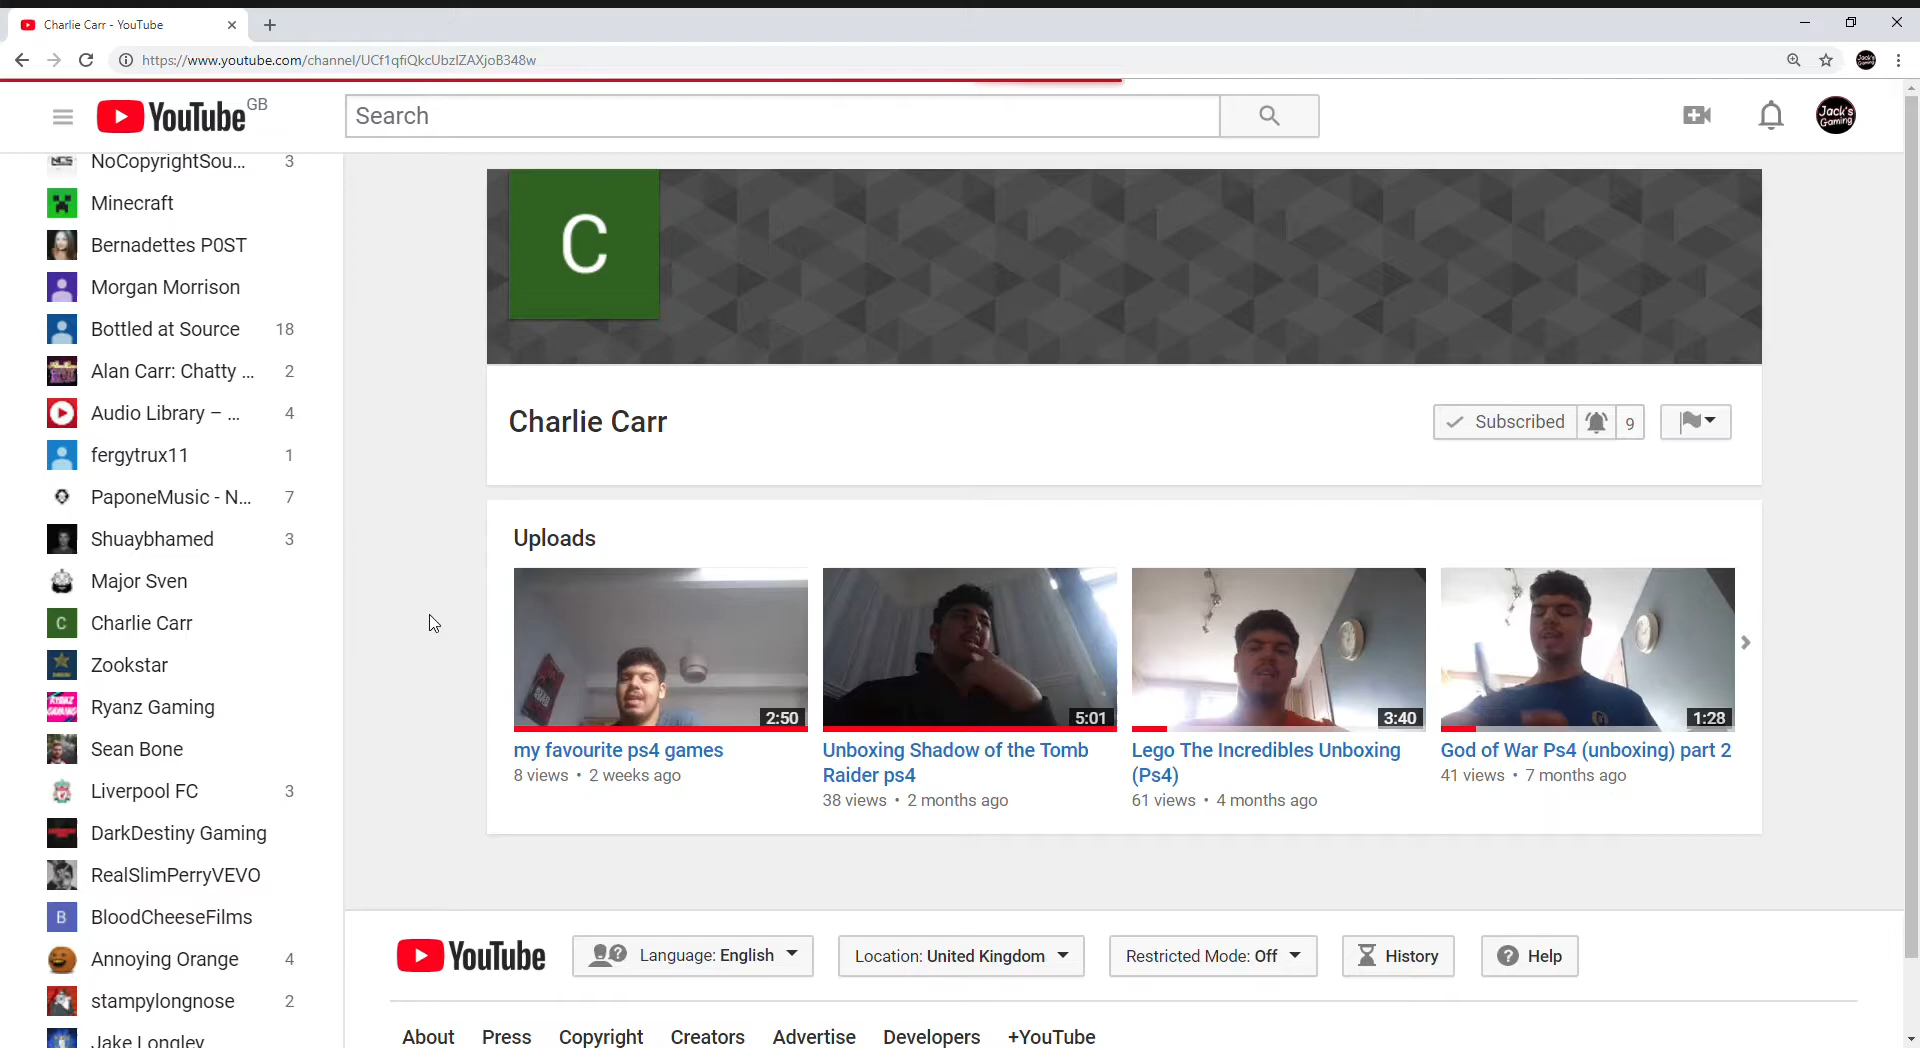 Charlie Carr - YouTube
https://www.youtube.com/channel/UCf1qfiQkcUbzIZAXjoB348w
YouTube GB
Search
Jack's Gaming
NoCopyrightSou... 3
Minecraft
Bernadettes P0ST
Morgan Morrison
Bottled at Source 18
Alan Carr: Chatty ... 2
Audio Library – ... 4
fergytrux11 1
PaponeMusic - N... 7
Shuaybhamed 3
Major Sven
C Charlie Carr
Zookstar
Ryanz Gaming
Sean Bone
Liverpool FC 3
DarkDestiny Gaming
RealSlimPerryVEVO
B BloodCheeseFilms
Annoying Orange 4
stampylongnose 2
Jake Longley
C
Charlie Carr
Subscribed 9
Uploads
2:50
my favourite ps4 games
8 views • 2 weeks ago
5:01
Unboxing Shadow of the Tomb
Raider ps4
38 views • 2 months ago
3:40
Lego The Incredibles Unboxing
(Ps4)
61 views • 4 months ago
1:28
God of War Ps4 (unboxing) part 2
41 views • 7 months ago
YouTube
Language: English
Location: United Kingdom
Restricted Mode: Off
History
Help
About Press Copyright Creators Advertise Developers +YouTube